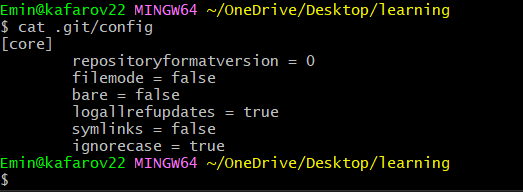 Emin@kafarov22 MINGW64 ~/OneDrive/Desktop/learning
$ cat .git/config
[core]
        repositoryformatversion = 0
        filemode = false
        bare = false
        logallrefupdates = true
        symlinks = false
        ignorecase = true
Emin@kafarov22 MINGW64 ~/OneDrive/Desktop/learning
$